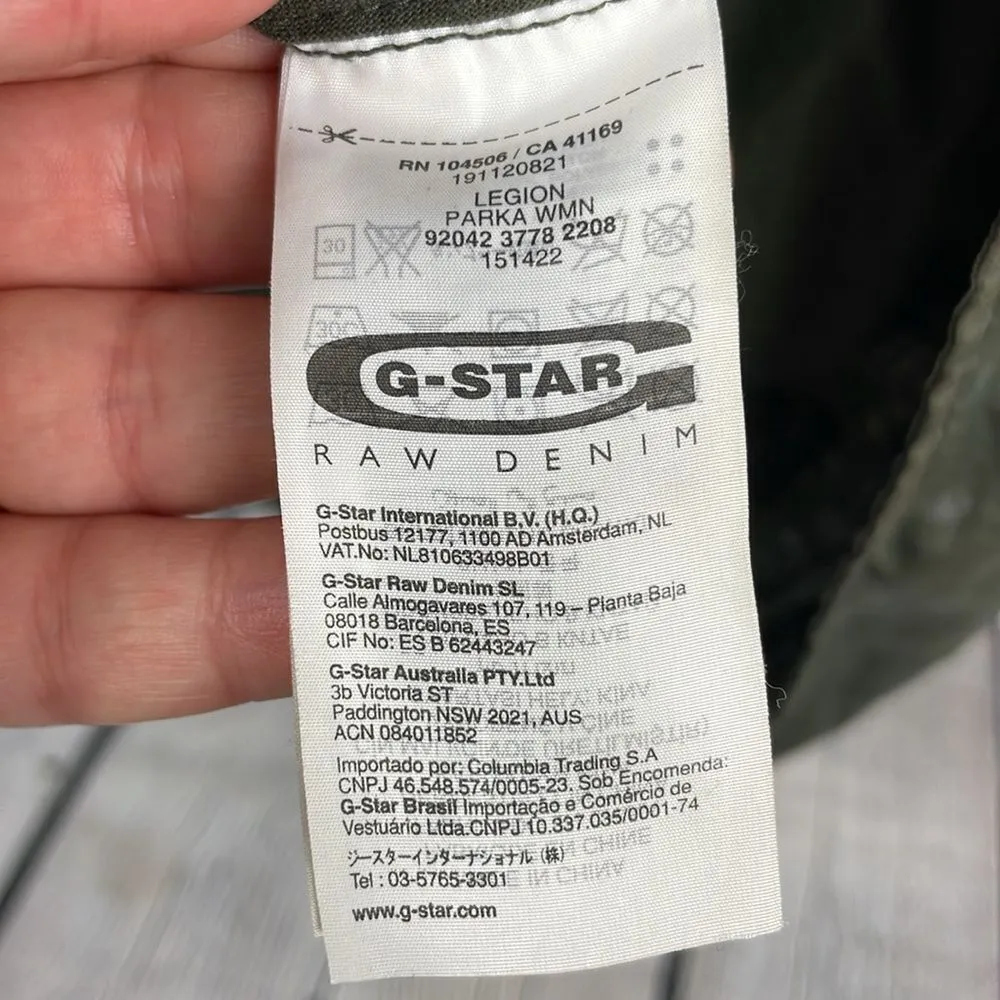 RN 104506 / CA 41169
191120821
LEGION
PARKA WMN
92042 3778 2208
151422
30
300
G-STAR
RAW DENIM
G-Star International B.V. (H.Q.)
Postbus 12177, 1100 AD Amsterdam, NL
VAT.No: NL810633498B01
G-Star Raw Denim SL
Calle Almogavares 107, 119 – Planta Baja
08018 Barcelona, ES
CIF No: ES B 62443247
G-Star Australia PTY.Ltd
3b Victoria ST
Paddington NSW 2021, AUS
ACN 084011852
Importado por: Columbia Trading S.A
CNPJ 46.548.574/0005-23. Sob Encomenda:
G-Star Brasil Importação e Comércio de
Vestuário Ltda.CNPJ 10.337.035/0001-74
ジースターインターナショナル (株)
Tel : 03-5765-3301
www.g-star.com